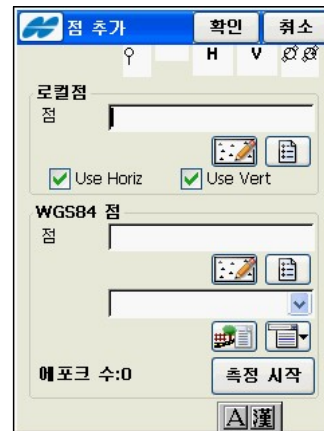 점 추가 확인 취소
H V
로컬점
점
Use Horiz Use Vert
WGS84 점
점
에포크 수:0 측정 시작
A 漢